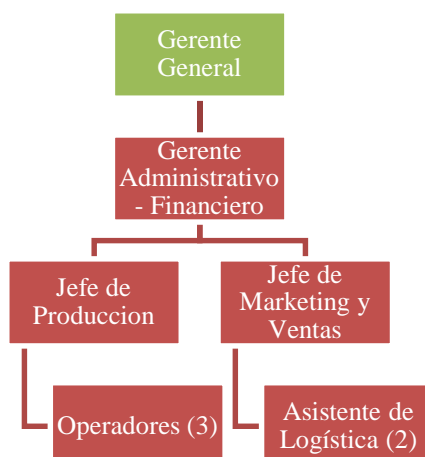 Gerente
General
Gerente
Administrativo
- Financiero
Jefe de
Produccion
Jefe de
Marketing y
Ventas
Operadores (3)
Asistente de
Logística (2)